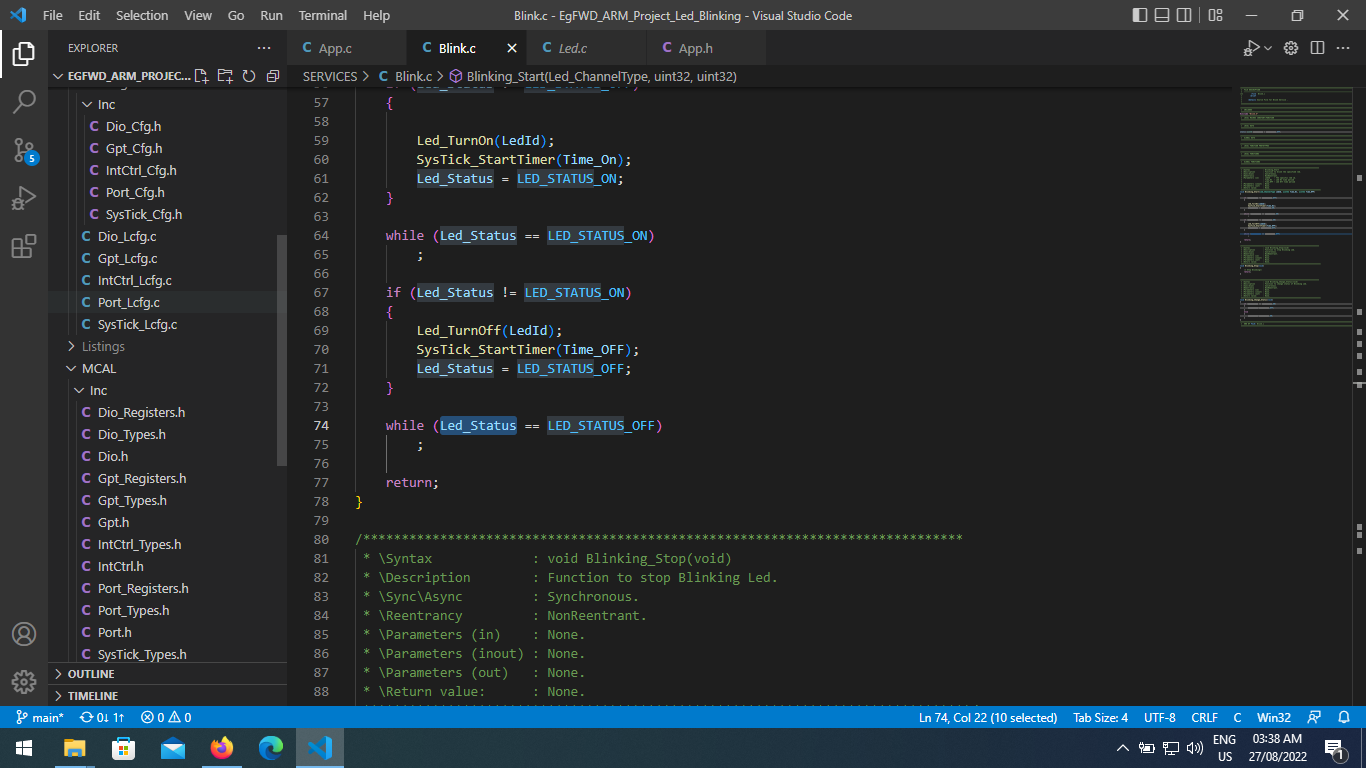 File Edit Selection View Go Run Terminal Help
Blink.c - EgFWD_ARM_Project_Led_Blinking - Visual Studio Code
EXPLORER
EGFWD_ARM_PROJEC...
Inc
Dio_Cfg.h
Gpt_Cfg.h
IntCtrl_Cfg.h
Port_Cfg.h
SysTick_Cfg.h
Dio_Lcfg.c
Gpt_Lcfg.c
IntCtrl_Lcfg.c
Port_Lcfg.c
SysTick_Lcfg.c
Listings
MCAL
Inc
Dio_Registers.h
Dio_Types.h
Dio.h
Gpt_Registers.h
Gpt_Types.h
Gpt.h
IntCtrl_Types.h
IntCtrl.h
Port_Registers.h
Port_Types.h
Port.h
SysTick_Types.h
OUTLINE
TIMELINE
5
App.c Blink.c Led.c App.h
SERVICES > Blink.c > Blinking_Start(Led_ChannelType, uint32, uint32)
57 {
58
59 Led_TurnOn(LedId);
60 SysTick_StartTimer(Time_On);
61 Led_Status = LED_STATUS_ON;
62 }
63
64 while (Led_Status == LED_STATUS_ON)
65 ;
66
67 if (Led_Status != LED_STATUS_ON)
68 {
69 Led_TurnOff(LedId);
70 SysTick_StartTimer(Time_OFF);
71 Led_Status = LED_STATUS_OFF;
72 }
73
74 while (Led_Status == LED_STATUS_OFF)
75 ;
76
77 return;
78 }
79
80 /******************************************************************************
81 * \Syntax : void Blinking_Stop(void)
82 * \Description : Function to stop Blinking Led.
83 * \Sync\Async : Synchronous.
84 * \Reentrancy : NonReentrant.
85 * \Parameters (in) : None.
86 * \Parameters (inout) : None.
87 * \Parameters (out) : None.
88 * \Return value: : None.
main* 0↓ 1↑ 0 0
Ln 74, Col 22 (10 selected) Tab Size: 4 UTF-8 CRLF C Win32
ENG
US
03:38 AM
27/08/2022
1